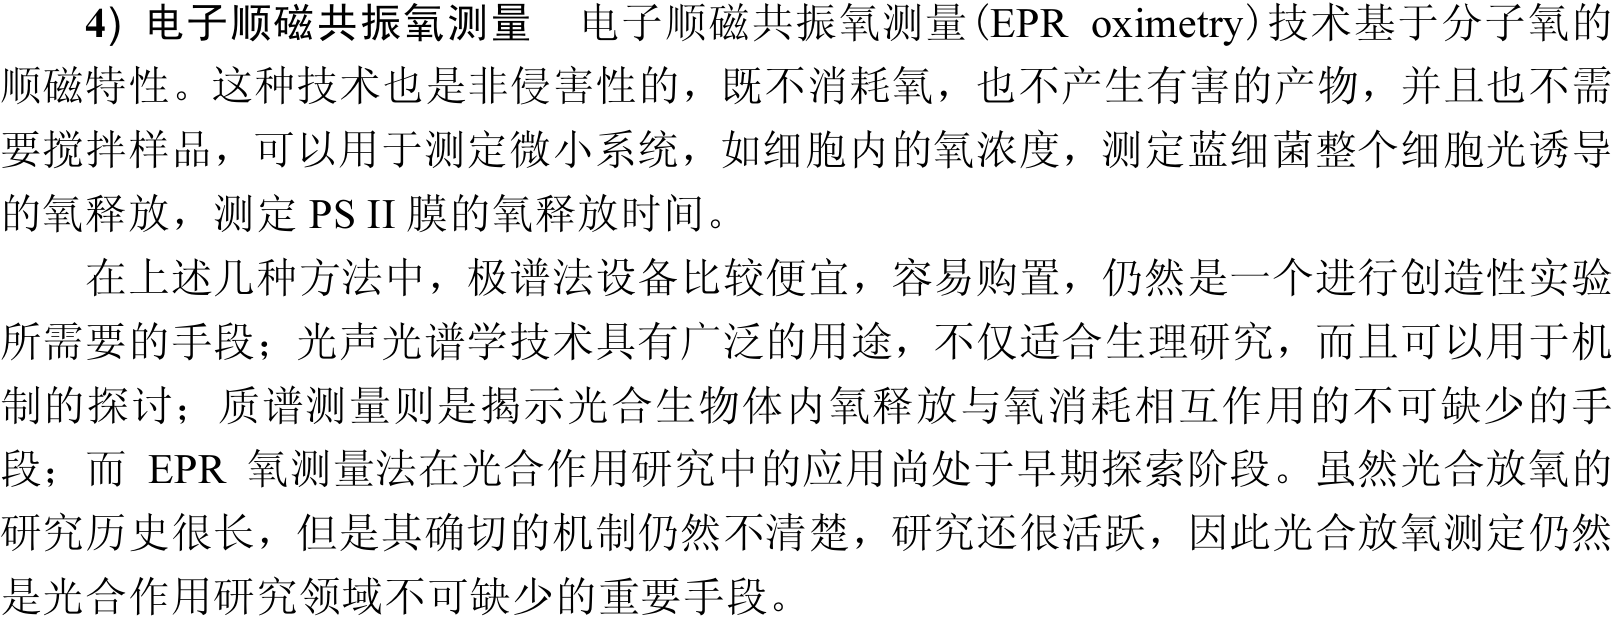 4) 电子顺磁共振氧测量 电子顺磁共振氧测量(EPR oximetry)技术基于分子氧的
顺磁特性。这种技术也是非侵害性的，既不消耗氧，也不产生有害的产物，并且也不需
要搅拌样品，可以用于测定微小系统，如细胞内的氧浓度，测定蓝细菌整个细胞光诱导
的氧释放，测定 PS II 膜的氧释放时间。
在上述几种方法中，极谱法设备比较便宜，容易购置，仍然是一个进行创造性实验
所需要的手段；光声光谱学技术具有广泛的用途，不仅适合生理研究，而且可以用于机
制的探讨；质谱测量则是揭示光合生物体内氧释放与氧消耗相互作用的不可缺少的手
段；而 EPR 氧测量法在光合作用研究中的应用尚处于早期探索阶段。虽然光合放氧的
研究历史很长，但是其确切的机制仍然不清楚，研究还很活跃，因此光合放氧测定仍然
是光合作用研究领域不可缺少的重要手段。